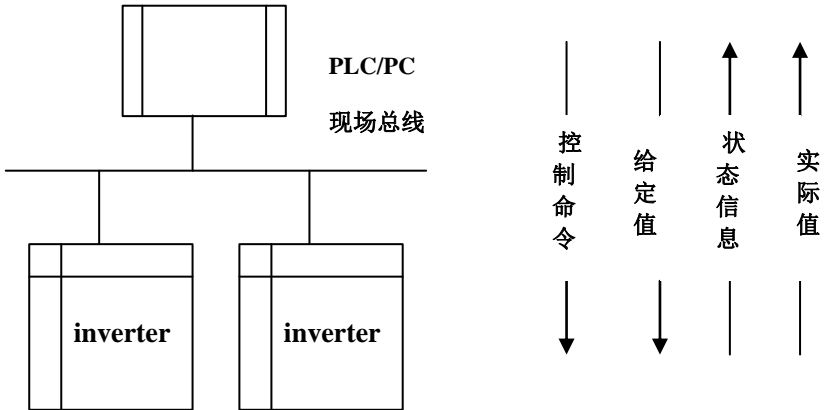 PLC/PC
现场总线
inverter
inverter
控制命令
给定值
状态信息
实际值